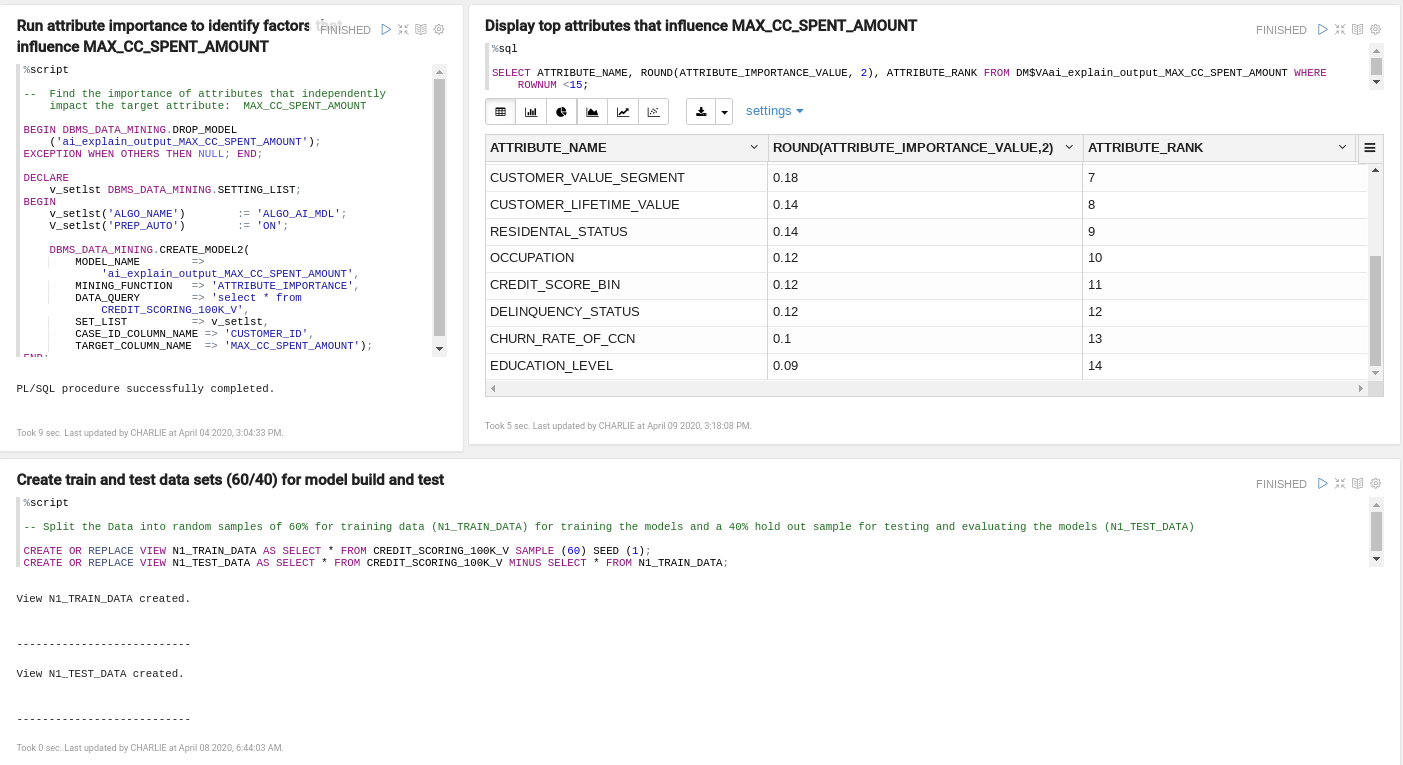 Run attribute importance to identify factors that
influence MAX_CC_SPENT_AMOUNT
FINISHED
%script
--  Find the importance of attributes that independently
impact the target attribute:  MAX_CC_SPENT_AMOUNT
BEGIN DBMS_DATA_MINING.DROP_MODEL
('ai_explain_output_MAX_CC_SPENT_AMOUNT');
EXCEPTION WHEN OTHERS THEN NULL; END;
DECLARE
v_setlst DBMS_DATA_MINING.SETTING_LIST;
BEGIN
v_setlst('ALGO_NAME')        := 'ALGO_AI_MDL';
V_setlst('PREP_AUTO')        := 'ON';
DBMS_DATA_MINING.CREATE_MODEL2(
MODEL_NAME        =>
'ai_explain_output_MAX_CC_SPENT_AMOUNT',
MINING_FUNCTION   => 'ATTRIBUTE_IMPORTANCE',
DATA_QUERY        => 'select * from
CREDIT_SCORING_100K_V',
SET_LIST          => v_setlst,
CASE_ID_COLUMN_NAME => 'CUSTOMER_ID',
TARGET_COLUMN_NAME  => 'MAX_CC_SPENT_AMOUNT');
END;
PL/SQL procedure successfully completed.
Took 9 sec. Last updated by CHARLIE at April 04 2020, 3:04:33 PM.
Display top attributes that influence MAX_CC_SPENT_AMOUNT
FINISHED
%sql
SELECT ATTRIBUTE_NAME, ROUND(ATTRIBUTE_IMPORTANCE_VALUE, 2), ATTRIBUTE_RANK FROM DM$VAai_explain_output_MAX_CC_SPENT_AMOUNT WHERE
ROWNUM <15;
settings
ATTRIBUTE_NAME ROUND(ATTRIBUTE_IMPORTANCE_VALUE,2) ATTRIBUTE_RANK
CUSTOMER_VALUE_SEGMENT 0.18 7
CUSTOMER_LIFETIME_VALUE 0.14 8
RESIDENTAL_STATUS 0.14 9
OCCUPATION 0.12 10
CREDIT_SCORE_BIN 0.12 11
DELINQUENCY_STATUS 0.12 12
CHURN_RATE_OF_CCN 0.1 13
EDUCATION_LEVEL 0.09 14
Took 5 sec. Last updated by CHARLIE at April 09 2020, 3:18:08 PM.
Create train and test data sets (60/40) for model build and test
FINISHED
%script
-- Split the Data into random samples of 60% for training data (N1_TRAIN_DATA) for training the models and a 40% hold out sample for testing and evaluating the models (N1_TEST_DATA)
CREATE OR REPLACE VIEW N1_TRAIN_DATA AS SELECT * FROM CREDIT_SCORING_100K_V SAMPLE (60) SEED (1);
CREATE OR REPLACE VIEW N1_TEST_DATA AS SELECT * FROM CREDIT_SCORING_100K_V MINUS SELECT * FROM N1_TRAIN_DATA;
View N1_TRAIN_DATA created.
---------------------------
View N1_TEST_DATA created.
---------------------------
Took 0 sec. Last updated by CHARLIE at April 08 2020, 6:44:03 AM.